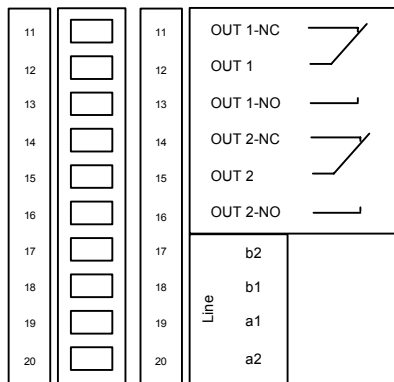 11 11 OUT 1-NC
12 12 OUT 1
13 13 OUT 1-NO
14 14 OUT 2-NC
15 15 OUT 2
16 16 OUT 2-NO
17 17 b2
18 18 b1
Line
19 19 a1
20 20 a2